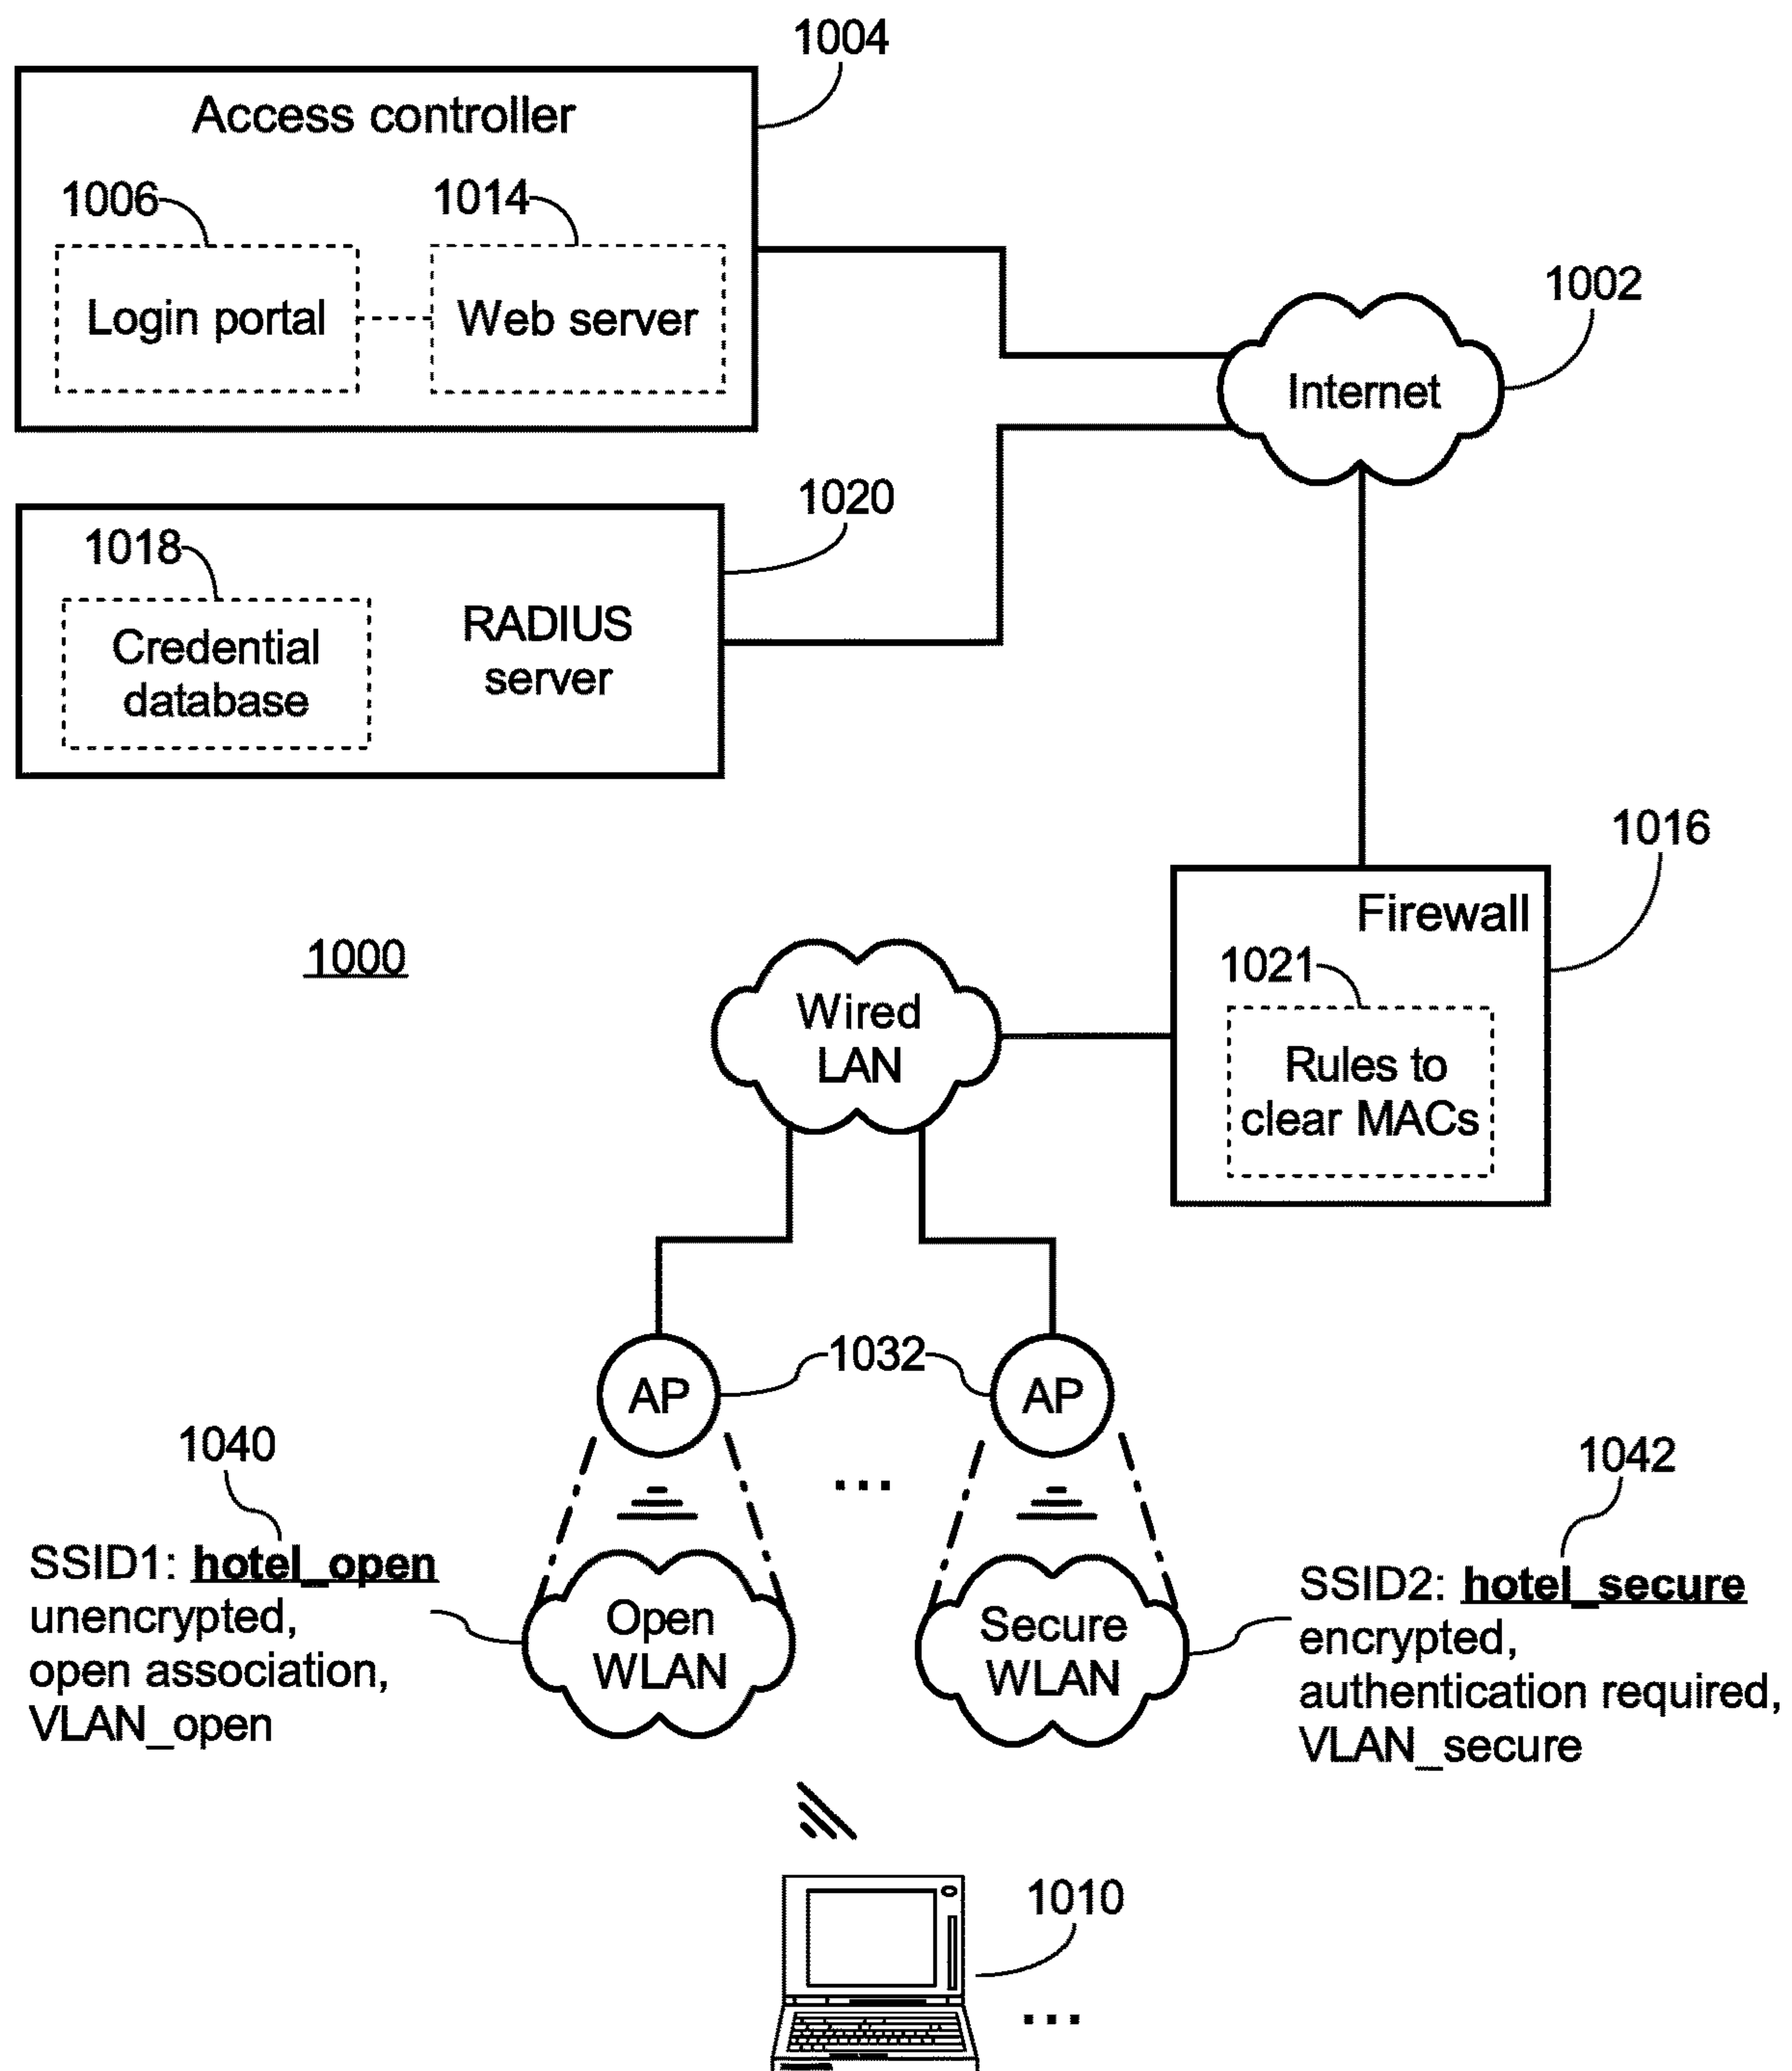 1004
Access controller
1006
1014
Login portal
Web server
1002
Internet
1020
1018
RADIUS
server
Credential
database
1016
Firewall
1000
1021
Wired
LAN
Rules to
clear MACs
1032
AP
AP
1040
1042
...
SSID1: hotel_open
unencrypted,
open association,
VLAN_open
Open
WLAN
Secure
WLAN
SSID2: hotel_secure
encrypted,
authentication required,
VLAN_secure
1010
...